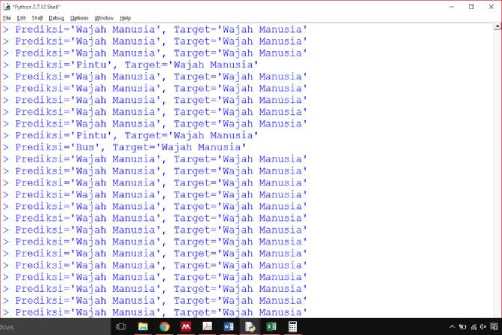 *Python 2.7.12 Shell*
File Edit Shell Debug Options Window Help
> Prediksi='Wajah Manusia', Target='Wajah Manusia'
> Prediksi='Wajah Manusia', Target='Wajah Manusia'
> Prediksi='Wajah Manusia', Target='Wajah Manusia'
> Prediksi='Pintu', Target='Wajah Manusia'
> Prediksi='Wajah Manusia', Target='Wajah Manusia'
> Prediksi='Wajah Manusia', Target='Wajah Manusia'
> Prediksi='Wajah Manusia', Target='Wajah Manusia'
> Prediksi='Wajah Manusia', Target='Wajah Manusia'
> Prediksi='Wajah Manusia', Target='Wajah Manusia'
> Prediksi='Pintu', Target='Wajah Manusia'
> Prediksi='Bus', Target='Wajah Manusia'
> Prediksi='Wajah Manusia', Target='Wajah Manusia'
> Prediksi='Wajah Manusia', Target='Wajah Manusia'
> Prediksi='Wajah Manusia', Target='Wajah Manusia'
> Prediksi='Wajah Manusia', Target='Wajah Manusia'
> Prediksi='Wajah Manusia', Target='Wajah Manusia'
> Prediksi='Wajah Manusia', Target='Wajah Manusia'
> Prediksi='Wajah Manusia', Target='Wajah Manusia'
> Prediksi='Wajah Manusia', Target='Wajah Manusia'
> Prediksi='Wajah Manusia', Target='Wajah Manusia'
> Prediksi='Wajah Manusia', Target='Wajah Manusia'
> Prediksi='Wajah Manusia', Target='Wajah Manusia'
> Prediksi='Wajah Manusia', Target='Wajah Manusia'
> Prediksi='Wajah Manusia', Target='Wajah Manusia'
> Prediksi='Wajah Manusia', Target='Wajah Manusia'